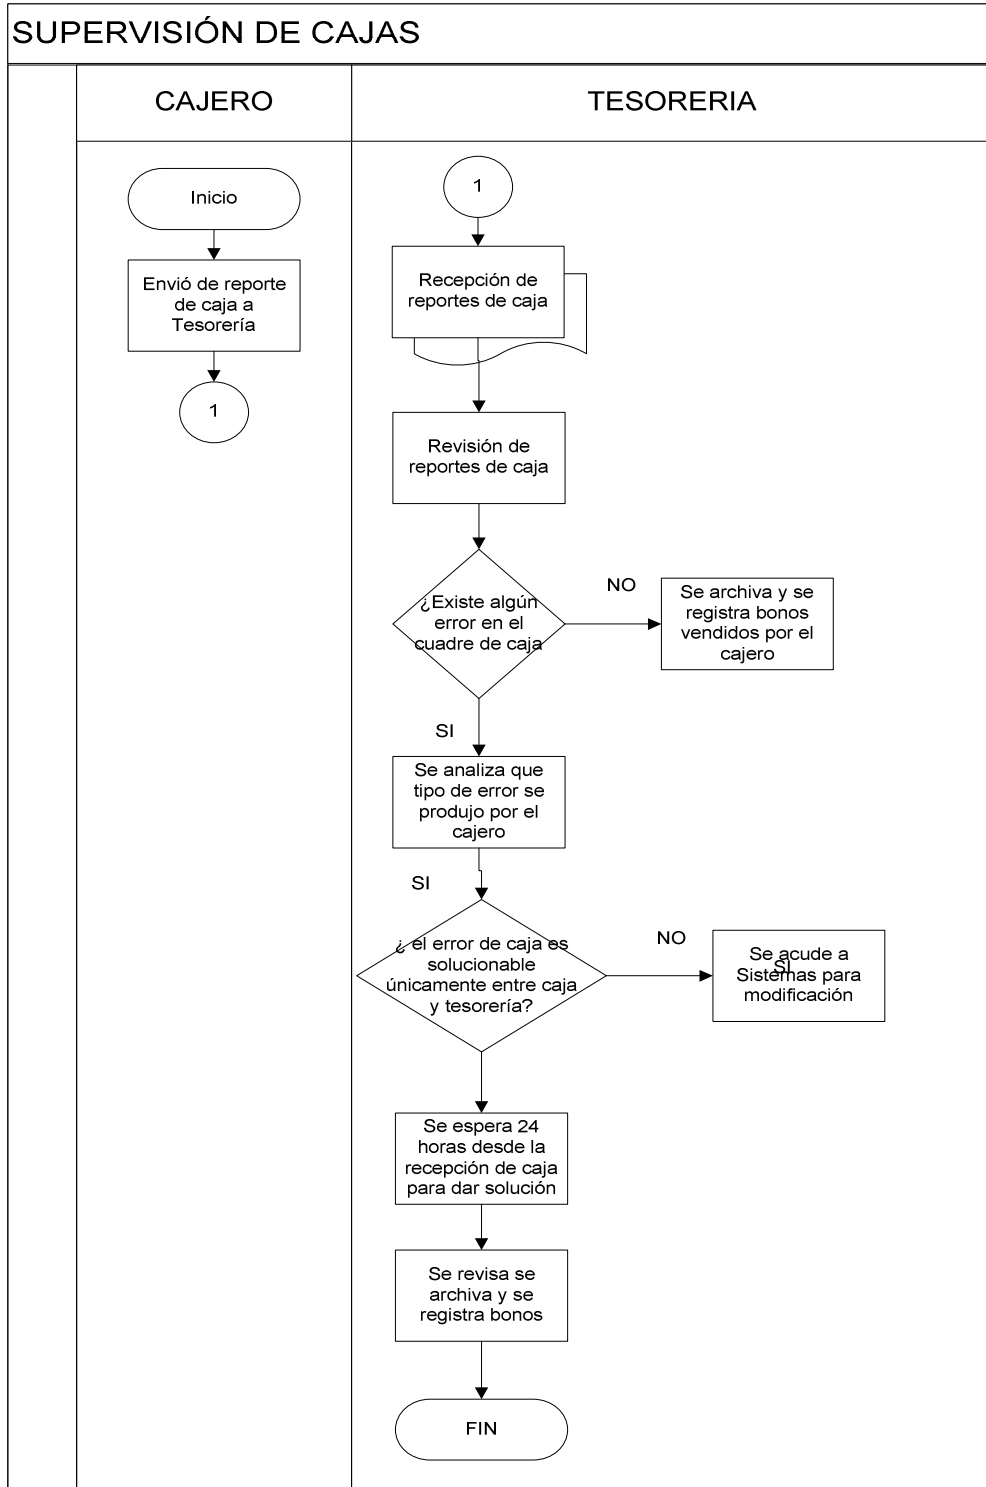 SUPERVISIÓN DE CAJAS
CAJERO
TESORERIA
Inicio
Envió de reporte
de caja a
Tesorería
1
1
Recepción de
reportes de caja
Revisión de
reportes de caja
¿Existe algún
error en el
cuadre de caja
NO
Se archiva y se
registra bonos
vendidos por el
cajero
SI
Se analiza que
tipo de error se
produjo por el
cajero
SI
¿ el error de caja es
solucionable
únicamente entre caja
y tesorería?
NO
Se acude a
SI
Sistemas para
modificación
Se espera 24
horas desde la
recepción de caja
para dar solución
Se revisa se
archiva y se
registra bonos
FIN